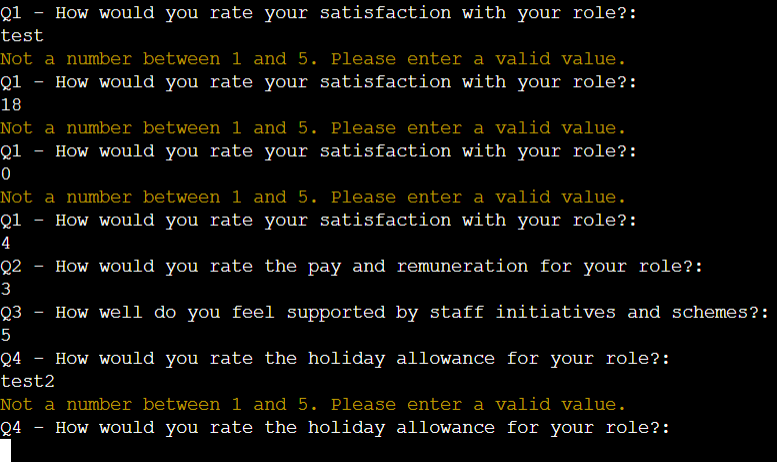 Q1 - How would you rate your satisfaction with your role?:
test
Not a number between 1 and 5. Please enter a valid value.
Q1 - How would you rate your satisfaction with your role?:
18
Not a number between 1 and 5. Please enter a valid value.
Q1 - How would you rate your satisfaction with your role?:
0
Not a number between 1 and 5. Please enter a valid value.
Q1 - How would you rate your satisfaction with your role?:
4
Q2 - How would you rate the pay and remuneration for your role?:
3
Q3 - How well do you feel supported by staff initiatives and schemes?:
5
Q4 - How would you rate the holiday allowance for your role?:
test2
Not a number between 1 and 5. Please enter a valid value.
Q4 - How would you rate the holiday allowance for your role?: